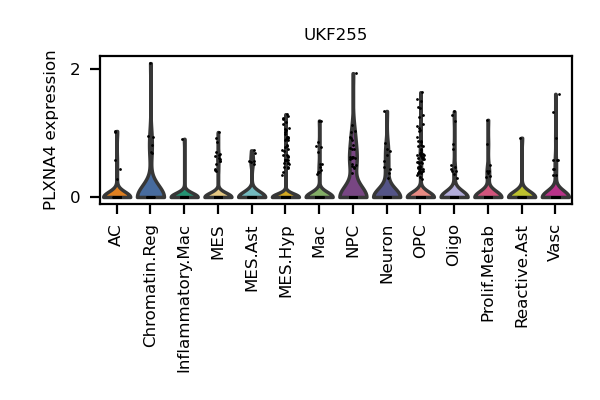 UKF255
PLXNA4 expression
2
0
AC
Chromatin.Reg
Inflammatory.Mac
MES
MES.Ast
MES.Hyp
Mac
NPC
Neuron
OPC
Oligo
Prolif.Metab
Reactive.Ast
Vasc